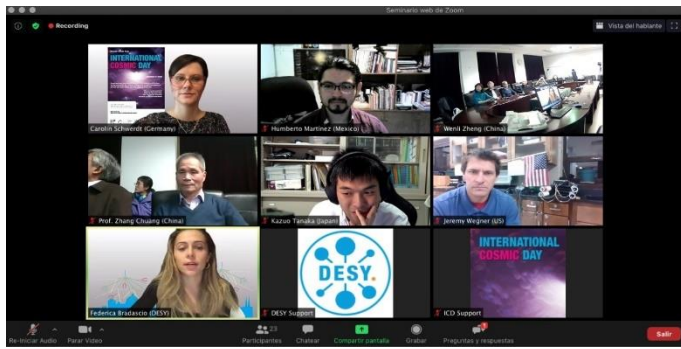 Seminario web de Zoom
Recording
Vista del hablante
INTERNATIONAL
COSMIC DAY
Carolin Schwerdt (Germany)
Humberto Martinez (Mexico)
Wenli Zheng (China)
Prof. Zhang Chuang (China)
Kazuo Tanaka (Japan)
Jeremy Wegner (US)
Federica Bradascio (DESY)
DESY.
DESY Support
INTERNATIONAL
COSMIC DAY
ICD Support
Re-Iniciar Audio
Parar Video
23
Participantes
Chatear
Compartir pantalla
Grabar
Preguntas y respuestas
Salir